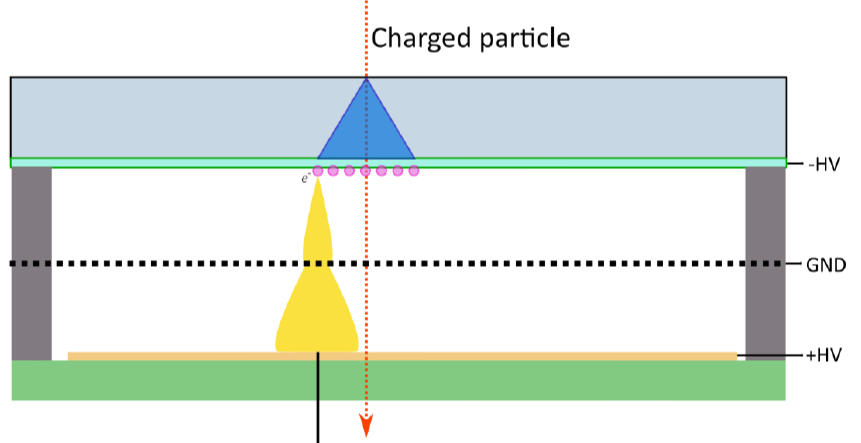 Charged particle
-HV
e-
GND
+HV